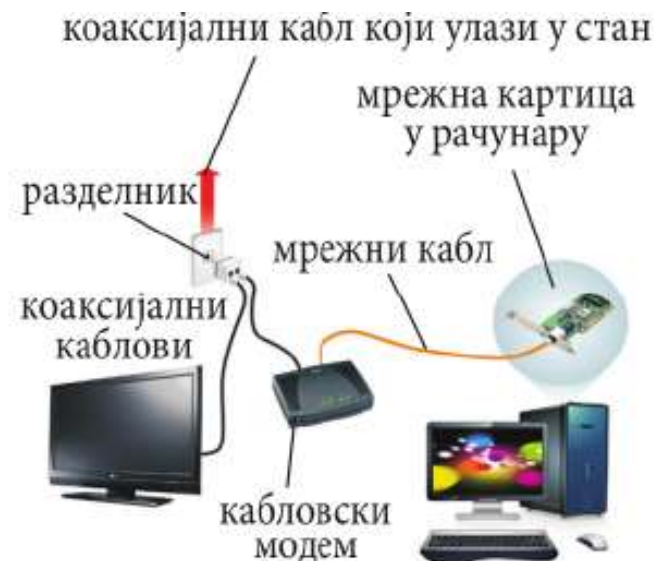 коаксијални кабл који улази у стан
мрежна картица
у рачунару
разделник
мрежни кабл
коаксијални
каблови
кабловски
модем